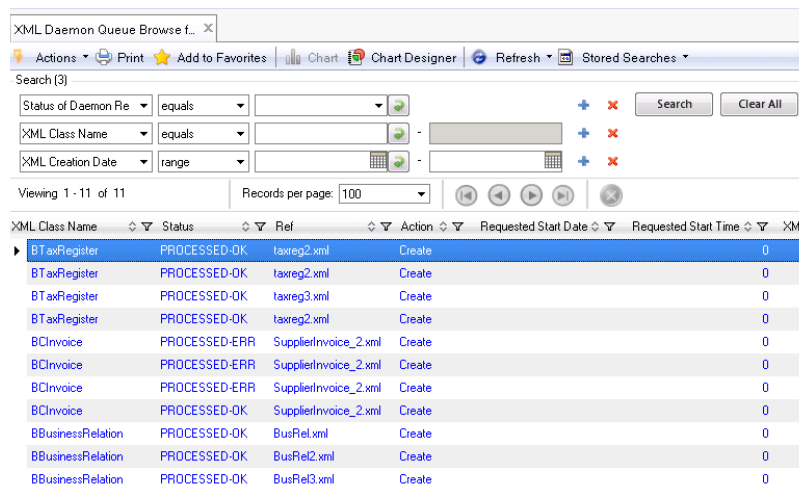 XML Daemon Queue Browse f... X
Actions Print Add to Favorites Chart Chart Designer Refresh Stored Searches
Search (3)
Status of Daemon Re equals Search Clear All
XML Class Name equals -
XML Creation Date range -
Viewing 1 - 11 of 11 Records per page: 100
XML Class Name Status Ref Action Requested Start Date Requested Start Time XM
BTaxRegister PROCESSED-OK taxreg2.xml Create 0
BTaxRegister PROCESSED-OK taxreg2.xml Create 0
BTaxRegister PROCESSED-OK taxreg3.xml Create 0
BTaxRegister PROCESSED-OK taxreg2.xml Create 0
BCInvoice PROCESSED-ERR SupplierInvoice_2.xml Create 0
BCInvoice PROCESSED-ERR SupplierInvoice_2.xml Create 0
BCInvoice PROCESSED-ERR SupplierInvoice_2.xml Create 0
BCInvoice PROCESSED-OK SupplierInvoice_2.xml Create 0
BBusinessRelation PROCESSED-OK BusRel.xml Create 0
BBusinessRelation PROCESSED-OK BusRel2.xml Create 0
BBusinessRelation PROCESSED-OK BusRel3.xml Create 0